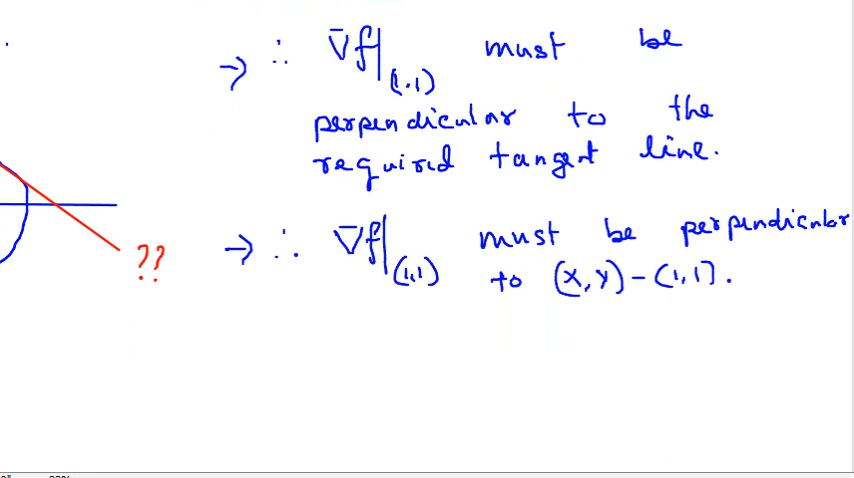 → ∴ ∇f|(1,1) must be
perpendicular to the
required tangent line.
→ ∴ ∇f|(1,1) must be perpendicular
to (x,y)-(1,1).
??